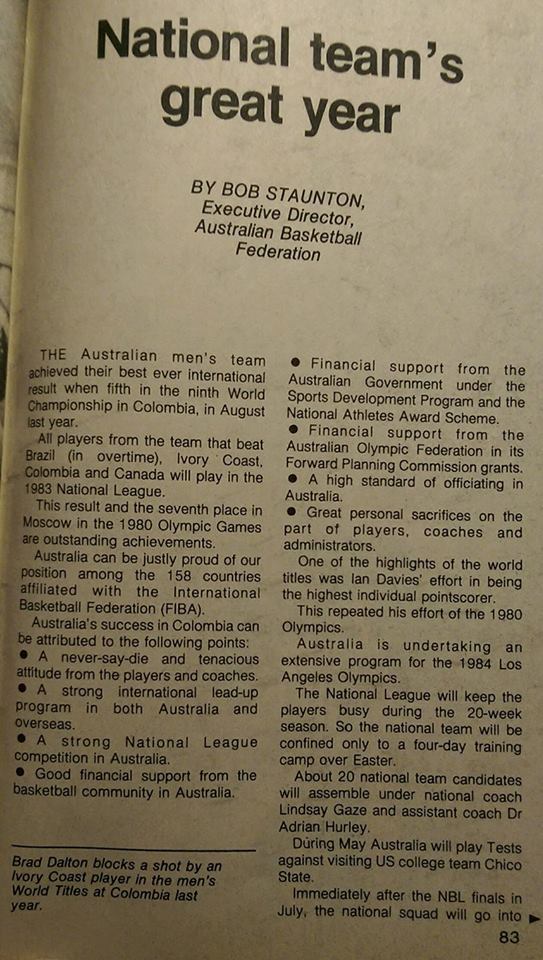 National team's
great year
BY BOB STAUNTON,
Executive Director,
Australian Basketball
Federation
THE Australian men's team
achieved their best ever international
result when fifth in the ninth World
Championship in Colombia, in August
last year.
All players from the team that beat
Brazil (in overtime), Ivory Coast,
Colombia and Canada will play in the
1983 National League.
This result and the seventh place in
Moscow in the 1980 Olympic Games
are outstanding achievements.
Australia can be justly proud of our
position among the 158 countries
affiliated with the International
Basketball Federation (FIBA).
Australia's success in Colombia can
be attributed to the following points:
● A never-say-die and tenacious
attitude from the players and coaches.
● A strong international lead-up
program in both Australia and
overseas.
● A strong National League
competition in Australia.
● Good financial support from the
basketball community in Australia.
Brad Dalton blocks a shot by an
Ivory Coast player in the men's
World Titles at Colombia last
year.
● Financial support from the
Australian Government under the
Sports Development Program and the
National Athletes Award Scheme.
● Financial support from the
Australian Olympic Federation in its
Forward Planning Commission grants.
● A high standard of officiating in
Australia.
● Great personal sacrifices on the
part of players, coaches and
administrators.
One of the highlights of the world
titles was Ian Davies' effort in being
the highest individual pointscorer.
This repeated his effort of the 1980
Olympics.
Australia is undertaking an
extensive program for the 1984 Los
Angeles Olympics.
The National League will keep the
players busy during the 20-week
season. So the national team will be
confined only to a four-day training
camp over Easter.
About 20 national team candidates
will assemble under national coach
Lindsay Gaze and assistant coach Dr
Adrian Hurley.
During May Australia will play Tests
against visiting US college team Chico
State.
Immediately after the NBL finals in
July, the national squad will go into ►
83